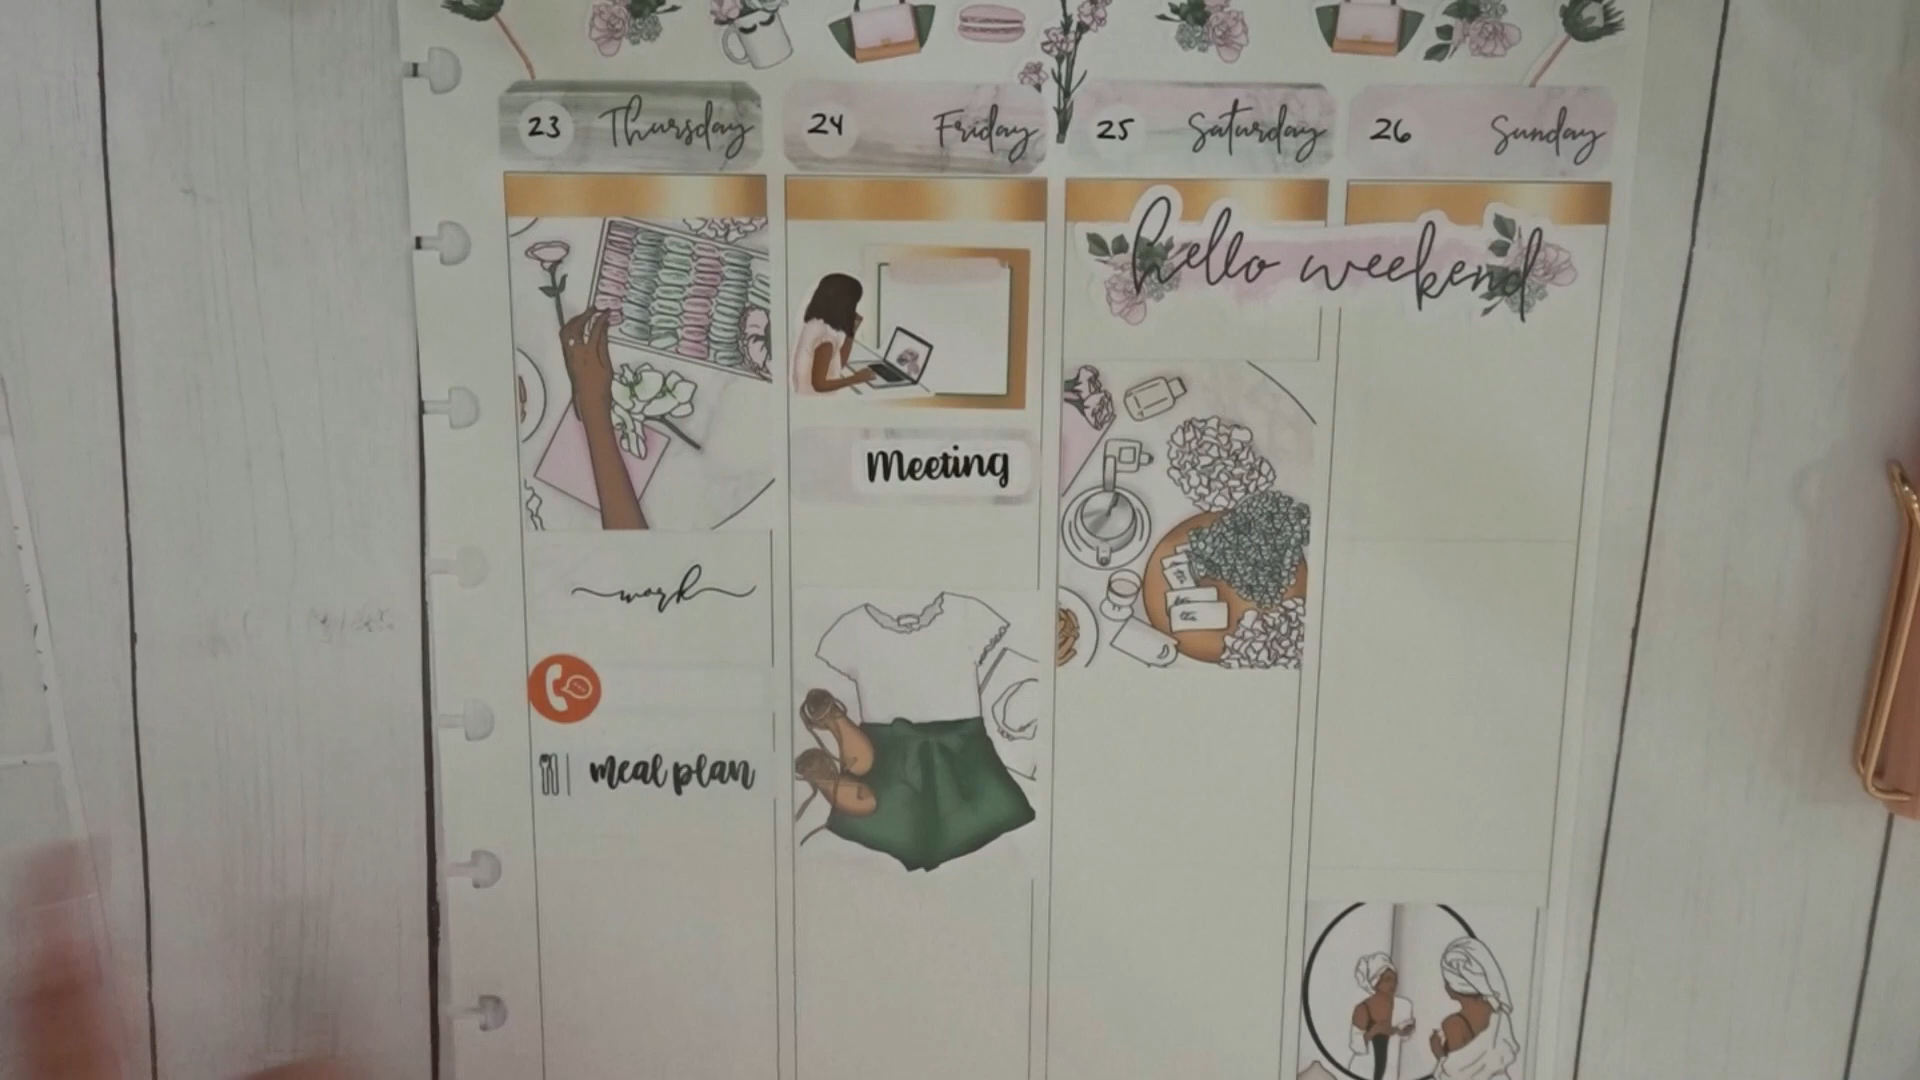 23 Thursday
24 Friday
25 Saturday
26 Sunday
hello weekend
Meeting
work
meal plan